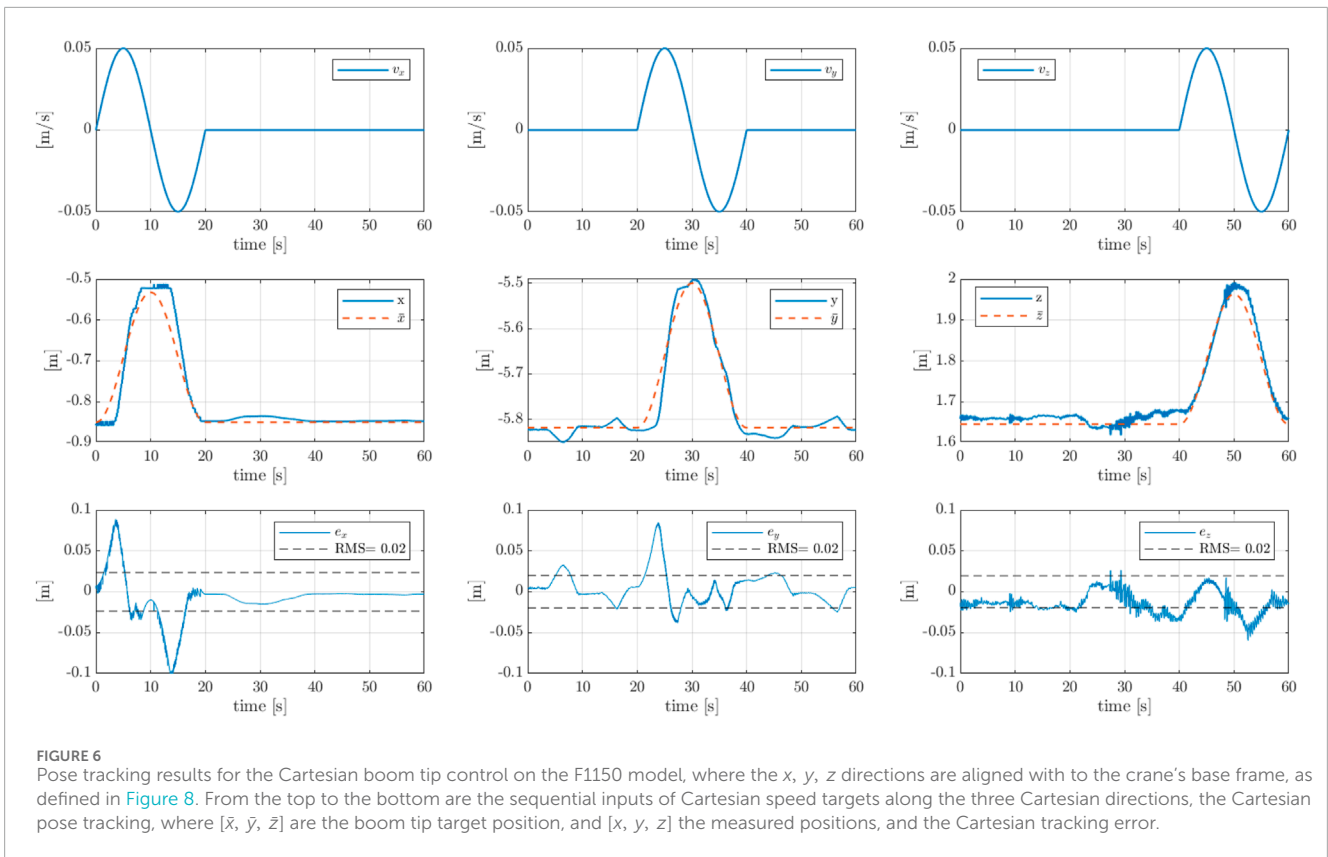 0.05
0
-0.05
[m/s]
v_x
0 10 20 30 40 50 60
time [s]
0.05
0
-0.05
[m/s]
v_y
0 10 20 30 40 50 60
time [s]
0.05
0
-0.05
[m/s]
v_z
0 10 20 30 40 50 60
time [s]
-0.5
-0.6
-0.7
-0.8
-0.9
[m]
x
x̄
0 10 20 30 40 50 60
time [s]
-5.5
-5.6
-5.7
-5.8
[m]
y
ȳ
0 10 20 30 40 50 60
time [s]
2
1.9
1.8
1.7
1.6
[m]
z
z̄
0 10 20 30 40 50 60
time [s]
0.1
0.05
0
-0.05
-0.1
[m]
e_x
RMS= 0.02
0 10 20 30 40 50 60
time [s]
0.1
0.05
0
-0.05
-0.1
[m]
e_y
RMS= 0.02
0 10 20 30 40 50 60
time [s]
0.1
0.05
0
-0.05
-0.1
[m]
e_z
RMS= 0.02
0 10 20 30 40 50 60
time [s]
FIGURE 6
Pose tracking results for the Cartesian boom tip control on the F1150 model, where the x, y, z directions are aligned with to the crane's base frame, as
defined in Figure 8. From the top to the bottom are the sequential inputs of Cartesian speed targets along the three Cartesian directions, the Cartesian
pose tracking, where [x̄, ȳ, z̄] are the boom tip target position, and [x, y, z] the measured positions, and the Cartesian tracking error.